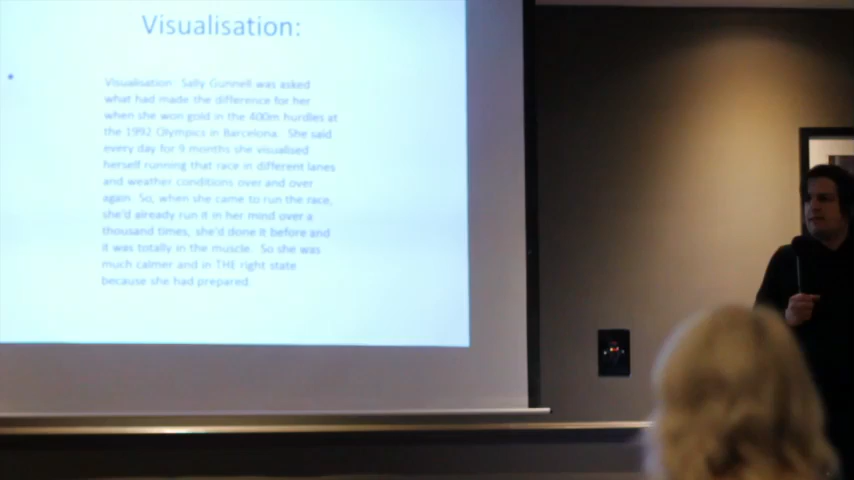 Visualisation:
Visualisation: Sally Gunnell was asked
what had made the difference for her
when she won gold in the 400m hurdles at
the 1992 Olympics in Barcelona. She said
every day for 9 months she visualised
herself running that race in different lanes
and weather conditions over and over
again. So, when she came to run the race,
she'd already run it in her mind over a
thousand times, she'd done it before and
it was totally in the muscle. So she was
much calmer and in THE right state
because she had prepared.